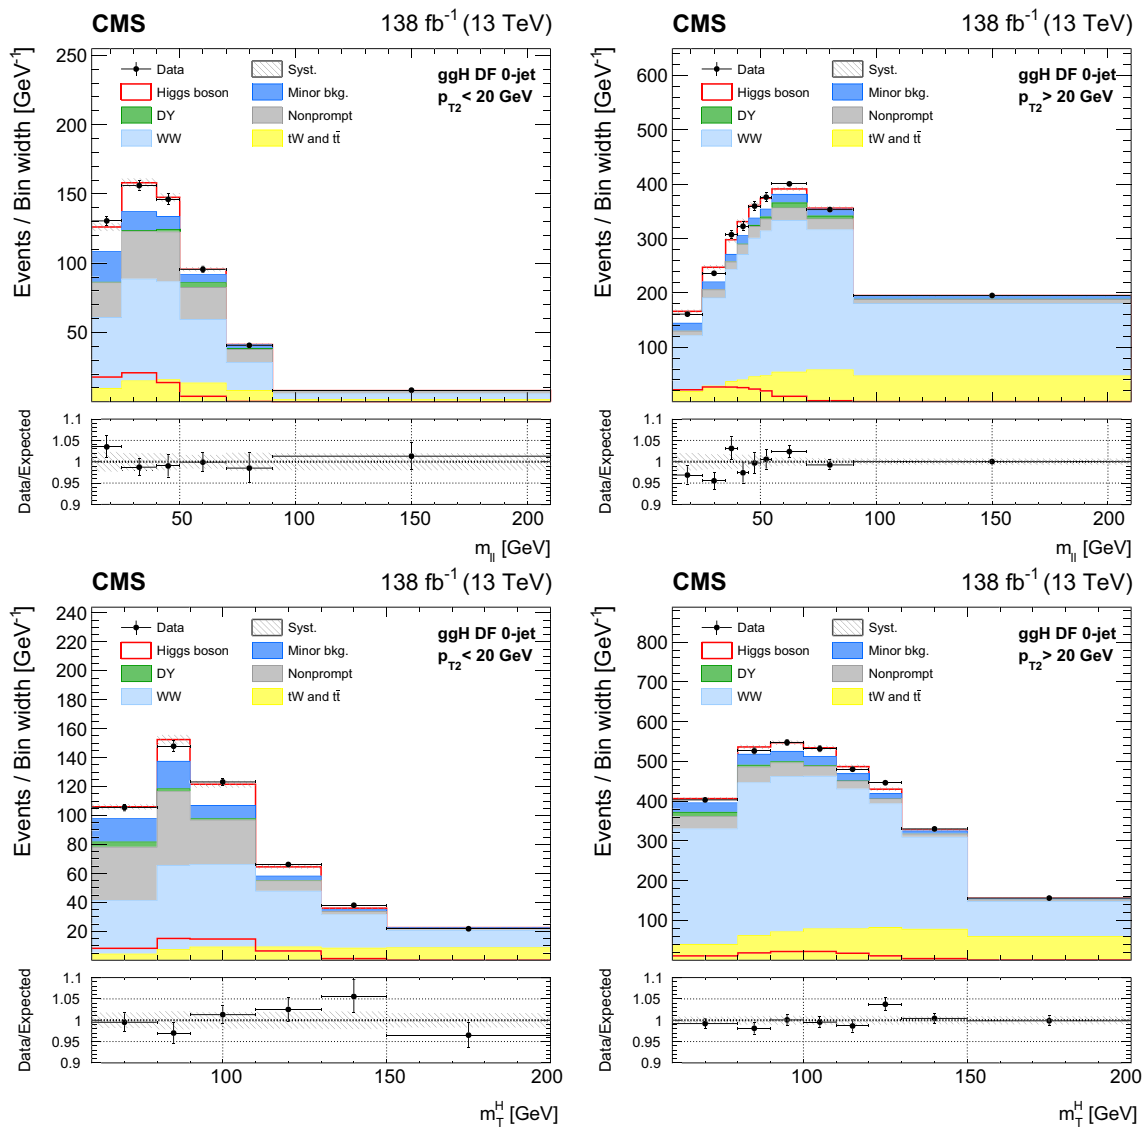 CMS 138 fb⁻¹ (13 TeV)
Events / Bin width [GeV⁻¹]
250
200
150
100
50
Data
Higgs boson
DY
WW
Syst.
Minor bkg.
Nonprompt
tW and tt̄
ggH DF 0-jet
p_T2 < 20 GeV
Data/Expected
1.1
1.05
1
0.95
0.9
50 100 150 200
m_ll [GeV]
CMS 138 fb⁻¹ (13 TeV)
Events / Bin width [GeV⁻¹]
600
500
400
300
200
100
Data
Higgs boson
DY
WW
Syst.
Minor bkg.
Nonprompt
tW and tt̄
ggH DF 0-jet
p_T2 > 20 GeV
Data/Expected
1.1
1.05
1
0.95
0.9
50 100 150 200
m_ll [GeV]
CMS 138 fb⁻¹ (13 TeV)
Events / Bin width [GeV⁻¹]
240
220
200
180
160
140
120
100
80
60
40
20
Data
Higgs boson
DY
WW
Syst.
Minor bkg.
Nonprompt
tW and tt̄
ggH DF 0-jet
p_T2 < 20 GeV
Data/Expected
1.1
1.05
1
0.95
0.9
100 150 200
m_T^H [GeV]
CMS 138 fb⁻¹ (13 TeV)
Events / Bin width [GeV⁻¹]
800
700
600
500
400
300
200
100
Data
Higgs boson
DY
WW
Syst.
Minor bkg.
Nonprompt
tW and tt̄
ggH DF 0-jet
p_T2 > 20 GeV
Data/Expected
1.1
1.05
1
0.95
0.9
100 150 200
m_T^H [GeV]